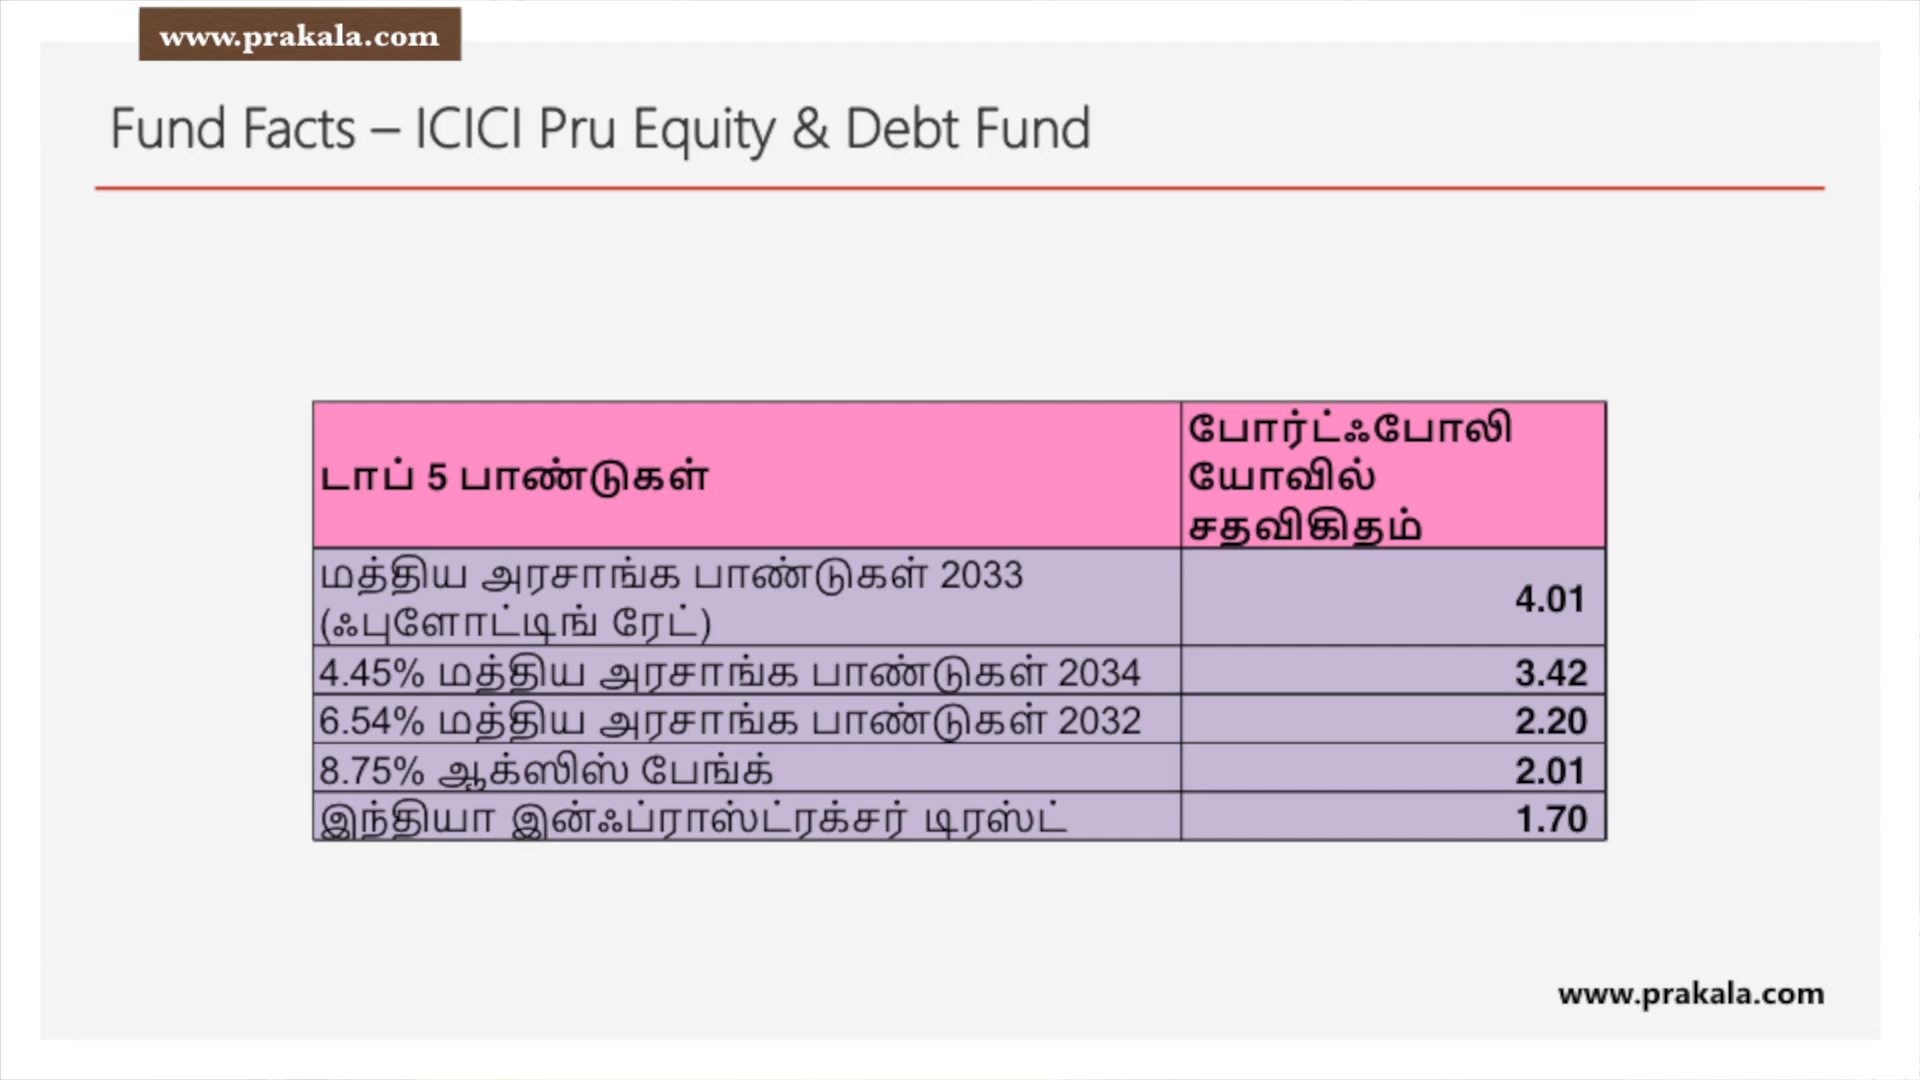 www.prakala.com
Fund Facts – ICICI Pru Equity & Debt Fund
டாப் 5 பாண்டுகள்
போர்ட்ஃபோலி
யோவில்
சதவிகிதம்
மத்திய அரசாங்க பாண்டுகள் 2033
(ஃபுளோட்டிங் ரேட்)
4.01
4.45% மத்திய அரசாங்க பாண்டுகள் 2034
3.42
6.54% மத்திய அரசாங்க பாண்டுகள் 2032
2.20
8.75% ஆக்ஸிஸ் பேங்க்
2.01
இந்தியா இன்ஃப்ராஸ்ட்ரக்சர் டிரஸ்ட்
1.70
www.prakala.com